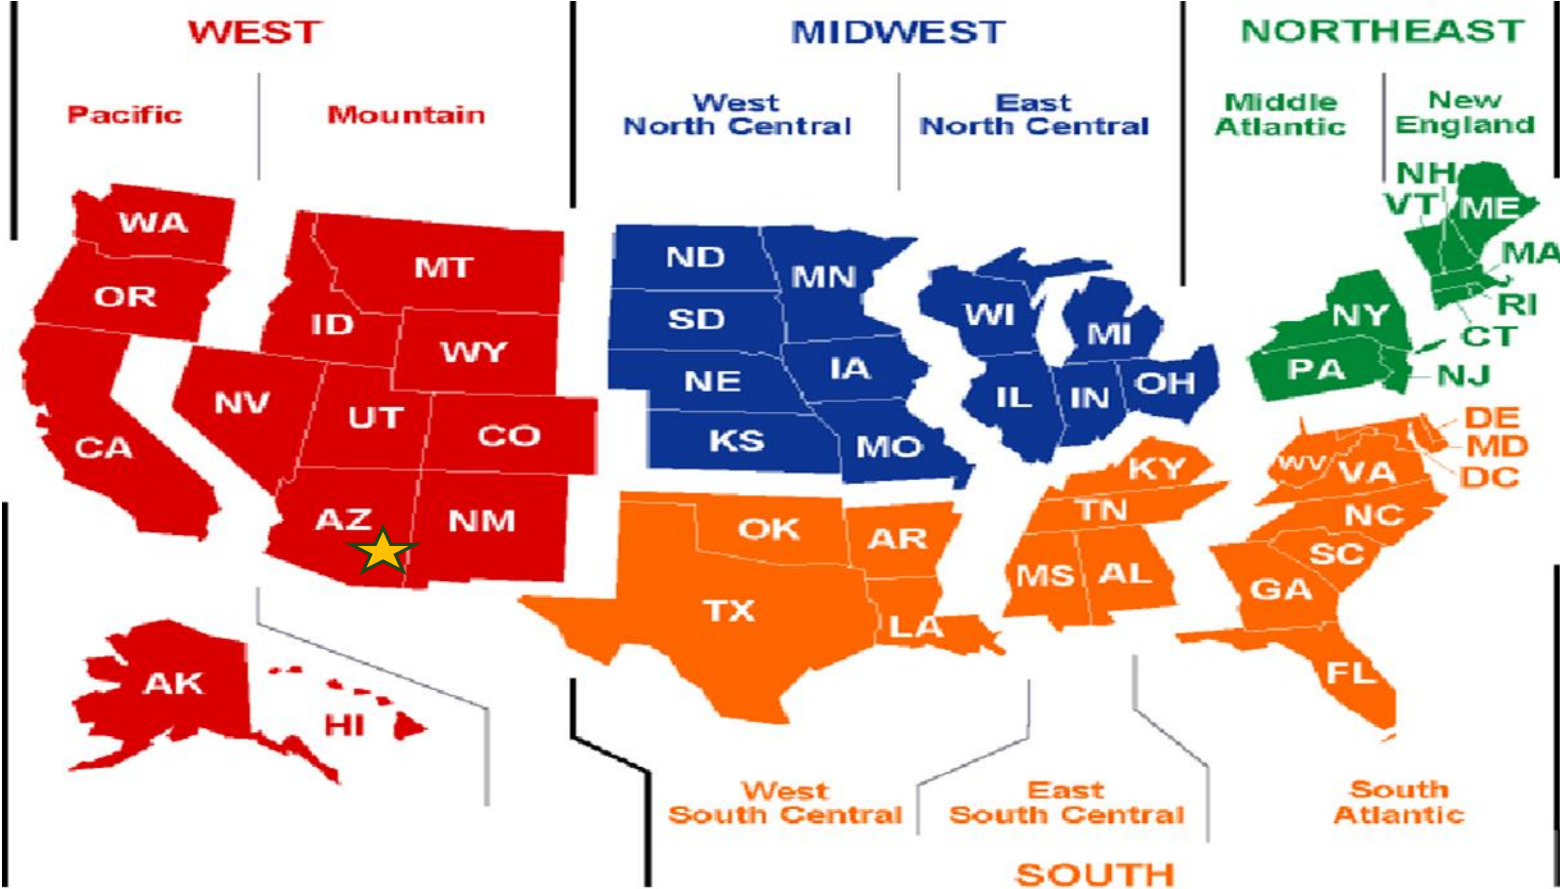 WEST
MIDWEST
NORTHEAST
Pacific
Mountain
West
North Central
East
North Central
Middle
Atlantic
New
England
WA
OR
CA
MT
ID
WY
NV
UT
CO
AZ
NM
AK
HI
ND
MN
SD
NE
IA
KS
MO
WI
MI
IL
IN
OH
NH
VT
ME
MA
RI
CT
NY
PA
NJ
DE
MD
DC
WV
VA
KY
TN
NC
SC
OK
AR
MS
AL
GA
TX
LA
FL
West
South Central
East
South Central
South
Atlantic
SOUTH